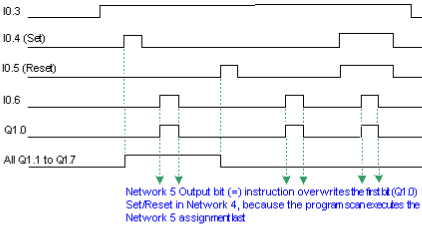 I0.3
I0.4 (Set)
I0.5 (Reset)
I0.6
Q1.0
All Q1.1 to Q1.7
Network 5 Output bit (=) instruction overwrites the first bit (Q1.0)
Set/Reset in Network 4, because the program scan executes the
Network 5 assignment last